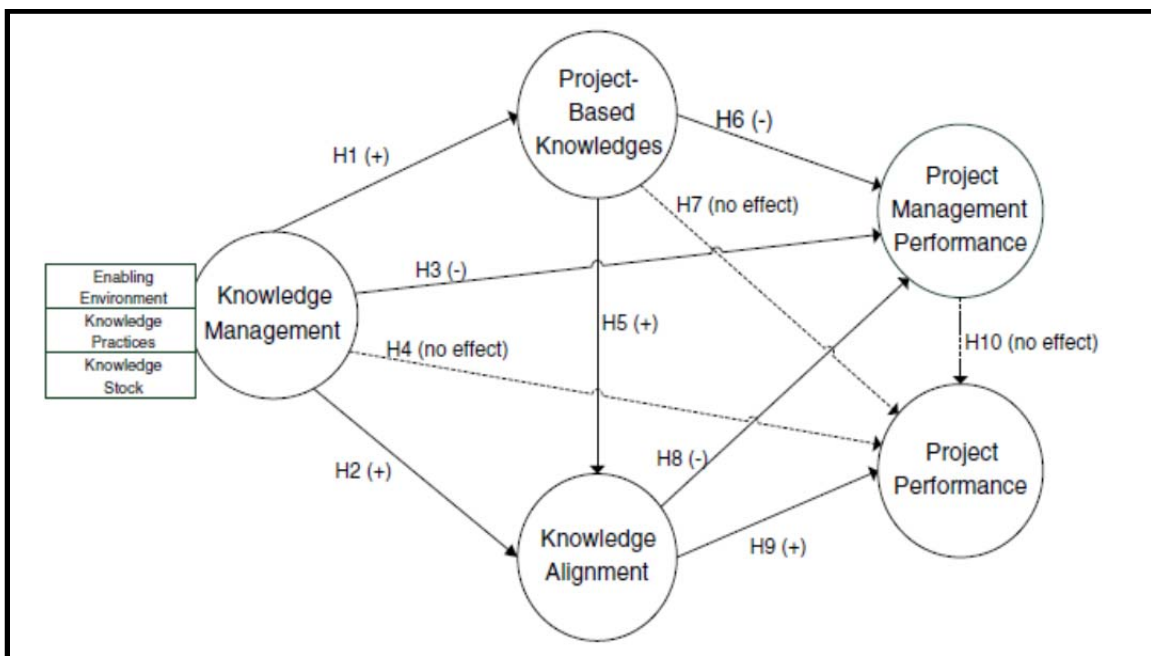 Project-
Based
Knowledges
H6 (-)
H1 (+)
Project
Management
Performance
H7 (no effect)
Enabling
Environment
Knowledge
Practices
Knowledge
Stock
Knowledge
Management
H3 (-)
H5 (+)
H4 (no effect)
H10 (no effect)
H2 (+)
H8 (-)
Project
Performance
Knowledge
Alignment
H9 (+)